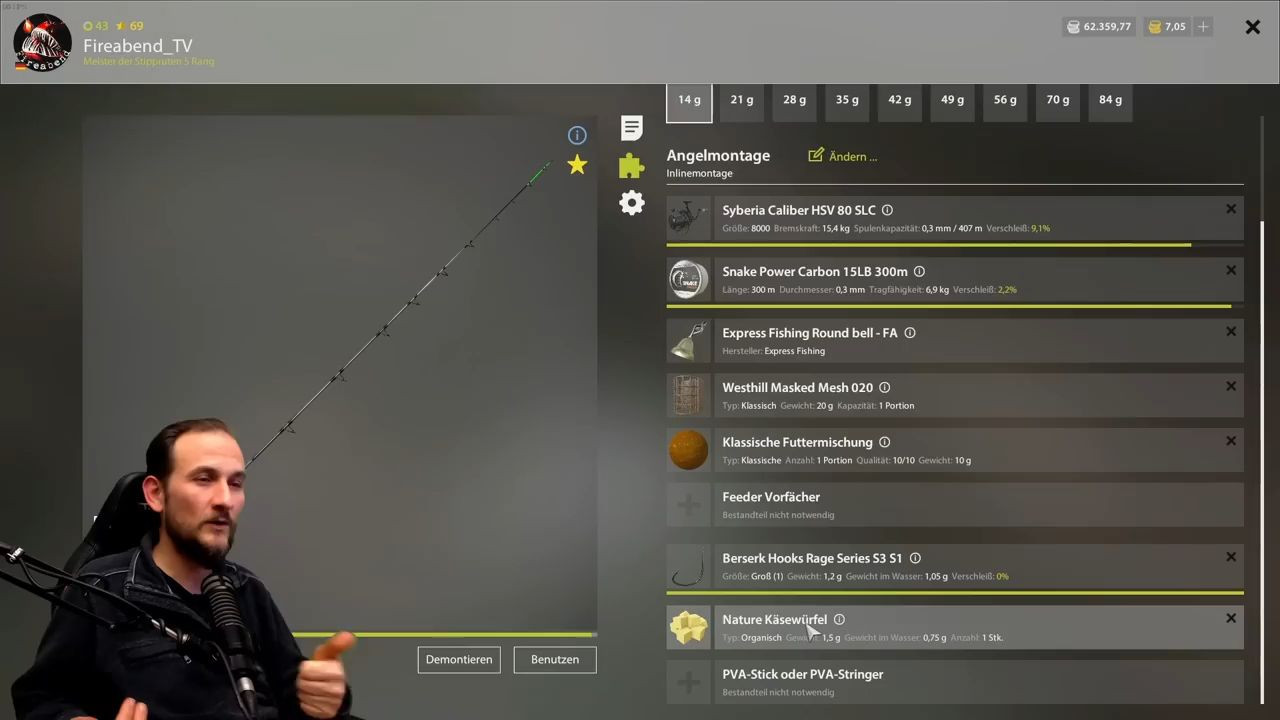 60 FPS
43 69
Fireabend_TV
Meister der Stippruten 5 Rang
62.359,77 7,05 +
14 g 21 g 28 g 35 g 42 g 49 g 56 g 70 g 84 g
Angelmontage Ändern ...
Inlinemontage
Syberia Caliber HSV 80 SLC
Größe: 8000 Bremskraft: 15,4 kg Spulenkapazität: 0,3 mm / 407 m Verschleiß: 9,1%
Snake Power Carbon 15LB 300m
Länge: 300 m Durchmesser: 0,3 mm Tragfähigkeit: 6,9 kg Verschleiß: 2,2%
Express Fishing Round bell - FA
Hersteller: Express Fishing
Westhill Masked Mesh 020
Typ: Klassisch Gewicht: 20 g Kapazität: 1 Portion
Klassische Futtermischung
Typ: Klassische Anzahl: 1 Portion Qualität: 10/10 Gewicht: 10 g
Feeder Vorfächer
Bestandteil nicht notwendig
Berserk Hooks Rage Series S3 S1
Größe: Groß (1) Gewicht: 1,2 g Gewicht im Wasser: 1,05 g Verschleiß: 0%
Nature Käsewürfel
Typ: Organisch Gewicht: 1,5 g Gewicht im Wasser: 0,75 g Anzahl: 1 Stk.
PVA-Stick oder PVA-Stringer
Bestandteil nicht notwendig
Demontieren Benutzen